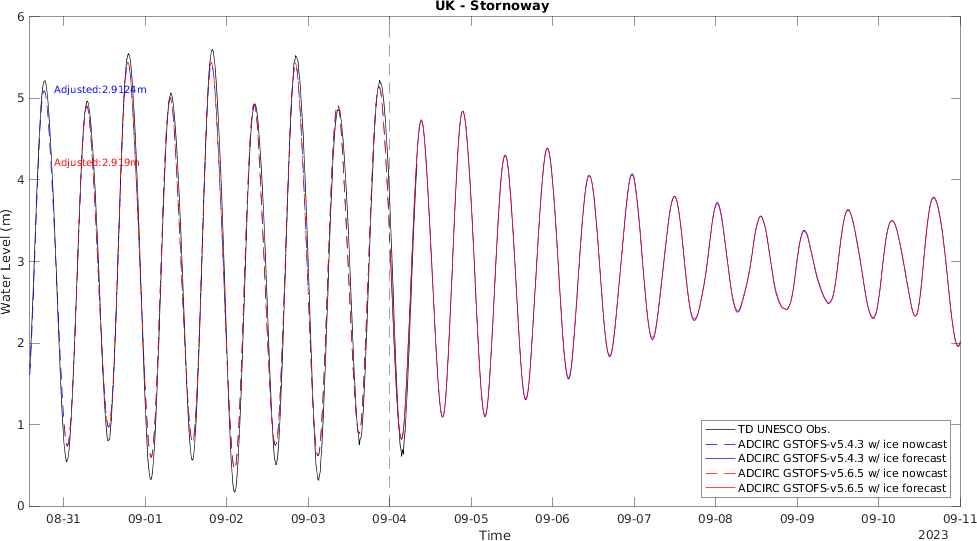 UK - Stornoway
6
5
4
3
2
1
0
Water Level (m)
Adjusted:2.9124m
Adjusted:2.919m
TD UNESCO Obs.
ADCIRC GSTOFS-v5.4.3 w/ ice nowcast
ADCIRC GSTOFS-v5.4.3 w/ ice forecast
ADCIRC GSTOFS-v5.6.5 w/ ice nowcast
ADCIRC GSTOFS-v5.6.5 w/ ice forecast
08-31 09-01 09-02 09-03 09-04 09-05 09-06 09-07 09-08 09-09 09-10 09-11
Time
2023